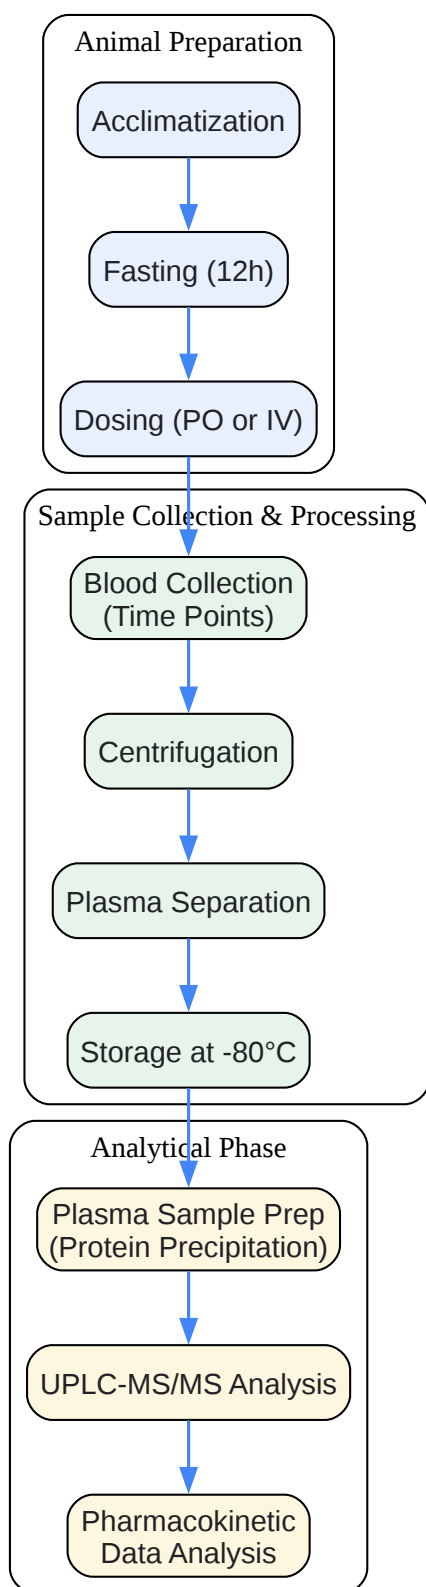 Animal Preparation
Acclimatization
Fasting (12h)
Dosing (PO or IV)
Sample Collection & Processing
Blood Collection
(Time Points)
Centrifugation
Plasma Separation
Storage at -80°C
Analytical Phase
Plasma Sample Prep
(Protein Precipitation)
UPLC-MS/MS Analysis
Pharmacokinetic
Data Analysis